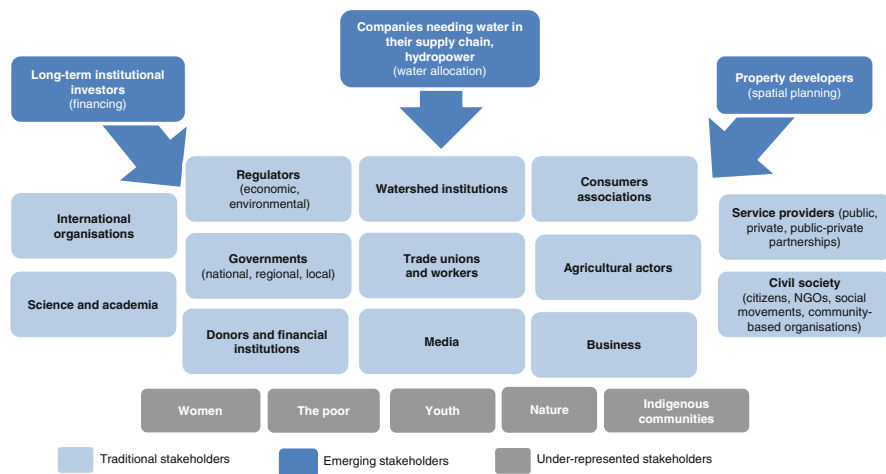 Companies needing water in
their supply chain,
hydropower
(water allocation)
Long-term institutional
investors
(financing)
Property developers
(spatial planning)
Regulators
(economic,
environmental)
Watershed institutions
Consumers
associations
International
organisations
Service providers (public,
private, public-private
partnerships)
Governments
(national, regional, local)
Trade unions
and workers
Agricultural actors
Science and academia
Civil society
(citizens, NGOs, social
movements, community-
based organisations)
Donors and financial
institutions
Media
Business
Women
The poor
Youth
Nature
Indigenous
communities
Traditional stakeholders
Emerging stakeholders
Under-represented stakeholders